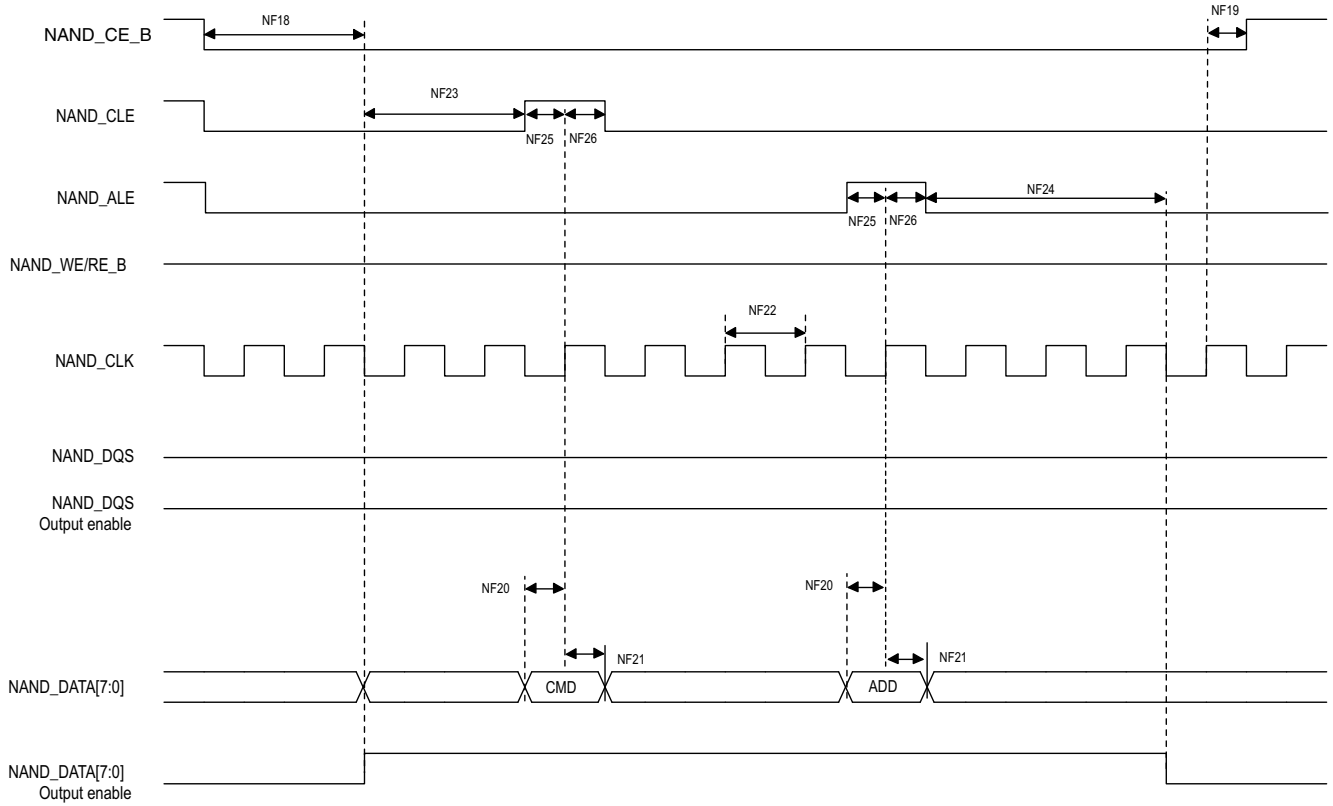 NF18
NF19
NAND_CE_B
NF23
NAND_CLE
NF25
NF26
NAND_ALE
NF24
NF25
NF26
NAND_WE/RE_B
NF22
NAND_CLK
NAND_DQS
NAND_DQS
Output enable
NF20
NF20
NF21
NF21
NAND_DATA[7:0]
CMD
ADD
NAND_DATA[7:0]
Output enable